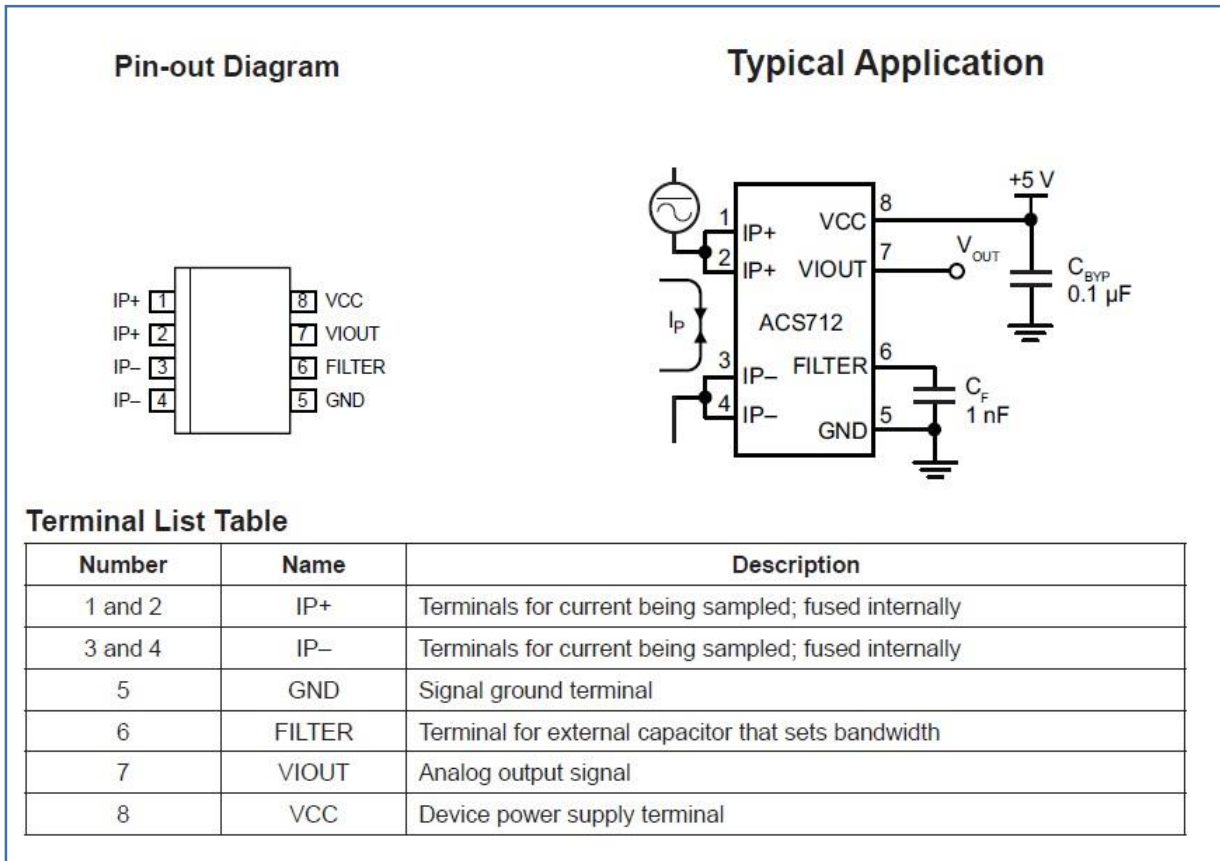 Pin-out Diagram
Typical Application
IP+ 1
IP+ 2
IP– 3
IP– 4
8 VCC
7 VIOUT
6 FILTER
5 GND
+5 V
1
IP+
2
IP+
IP
3
IP–
4
IP–
ACS712
VCC
8
VIOUT
7
VOUT
FILTER
6
GND
5
CBYP
0.1 µF
CF
1 nF
Terminal List Table
Number Name Description
1 and 2 IP+ Terminals for current being sampled; fused internally
3 and 4 IP– Terminals for current being sampled; fused internally
5 GND Signal ground terminal
6 FILTER Terminal for external capacitor that sets bandwidth
7 VIOUT Analog output signal
8 VCC Device power supply terminal